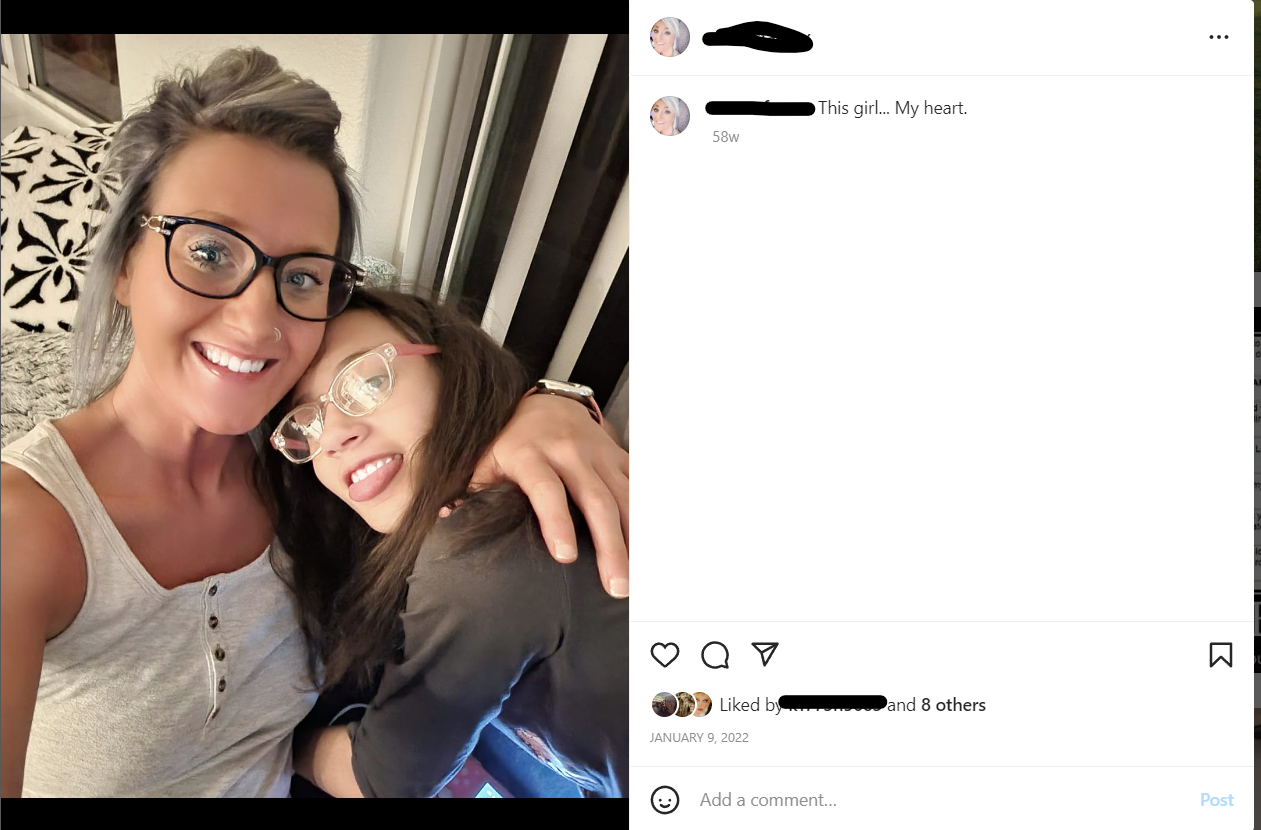 This girl... My heart.
58w
Liked by and 8 others
JANUARY 9, 2022
Add a comment...
Post